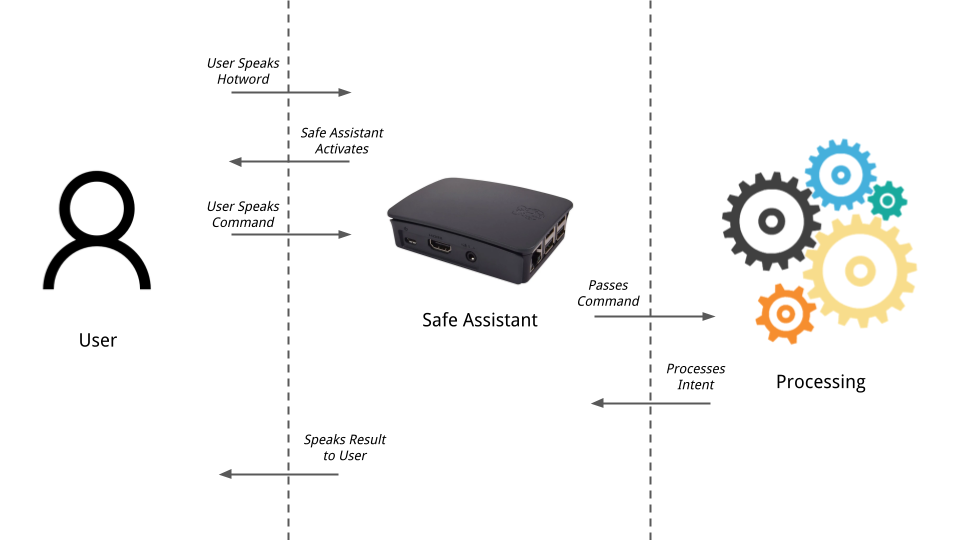 User Speaks
Hotword
Safe Assistant
Activates
User Speaks
Command
Passes
Command
Safe Assistant
User
Processes
Intent
Processing
Speaks Result
to User